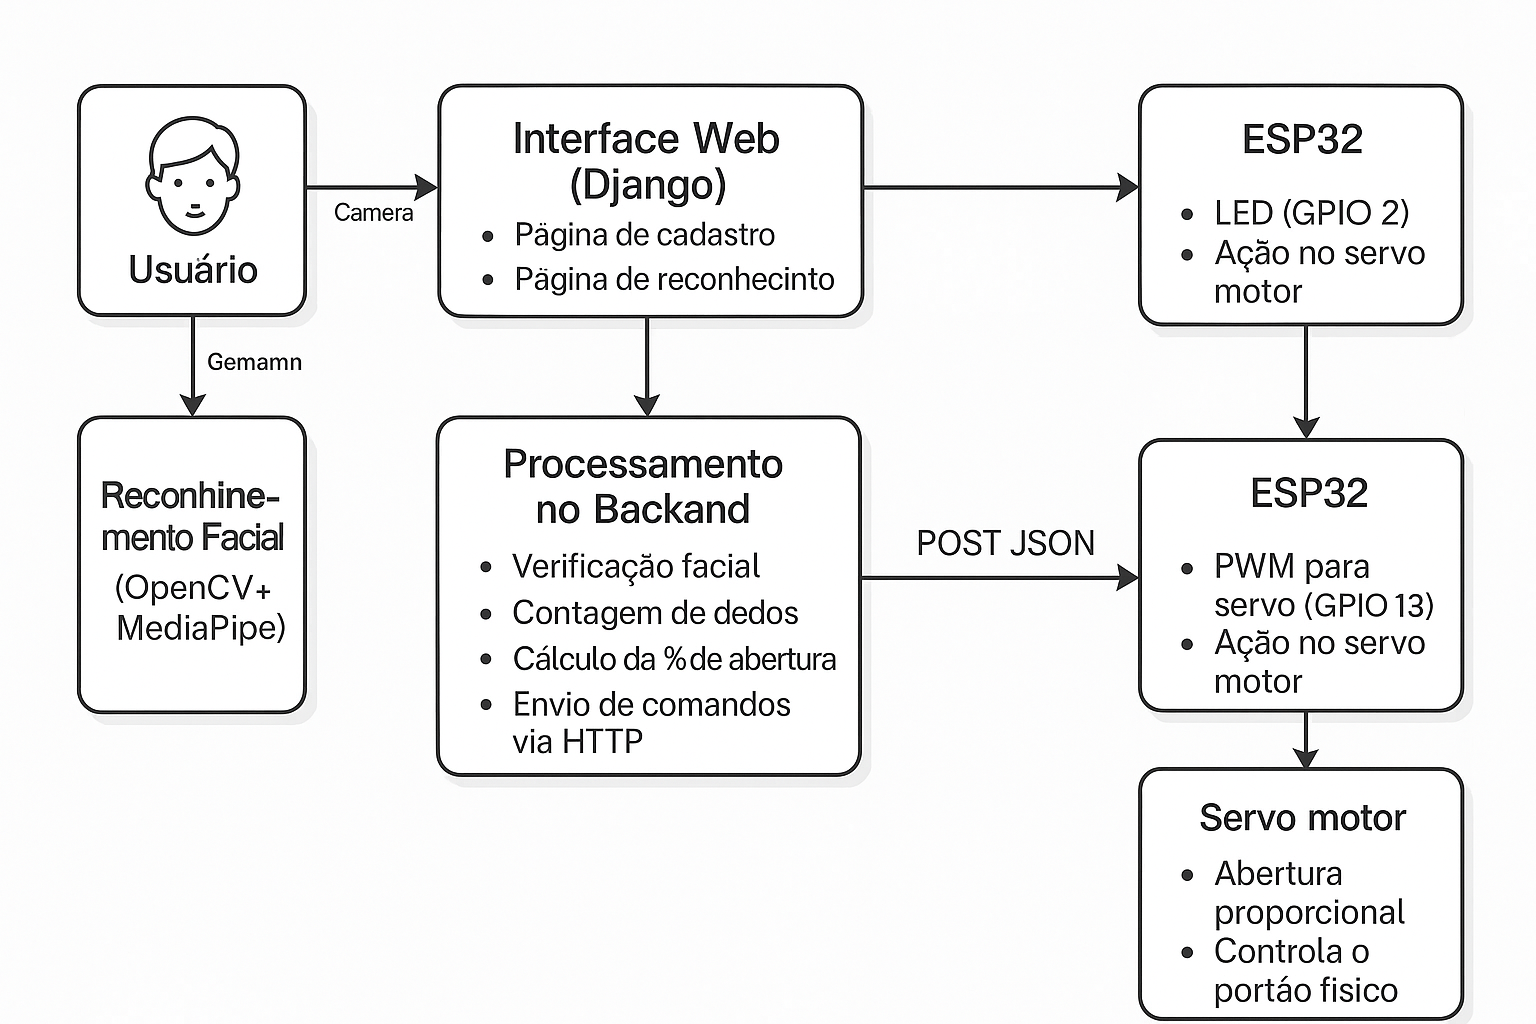 Usuário
Camera
Interface Web
(Django)
• Pägina de cadastro
• Pägina de reconhecinto
ESP32
• LED (GPIO 2)
• Ação no servo
motor
Gemamn
Reconhine-
mento Facial
(OpenCV+
MediaPipe)
Processamento
no Backand
• Verificação facial
• Contagem de dedos
• Cálculo da % de abertura
• Envio de comandos
via HTTP
POST JSON
ESP32
• PWM para
servo (GPIO 13)
• Ação no servo
motor
Servo motor
• Abertura
proporcional
• Controla o
portáo fisico